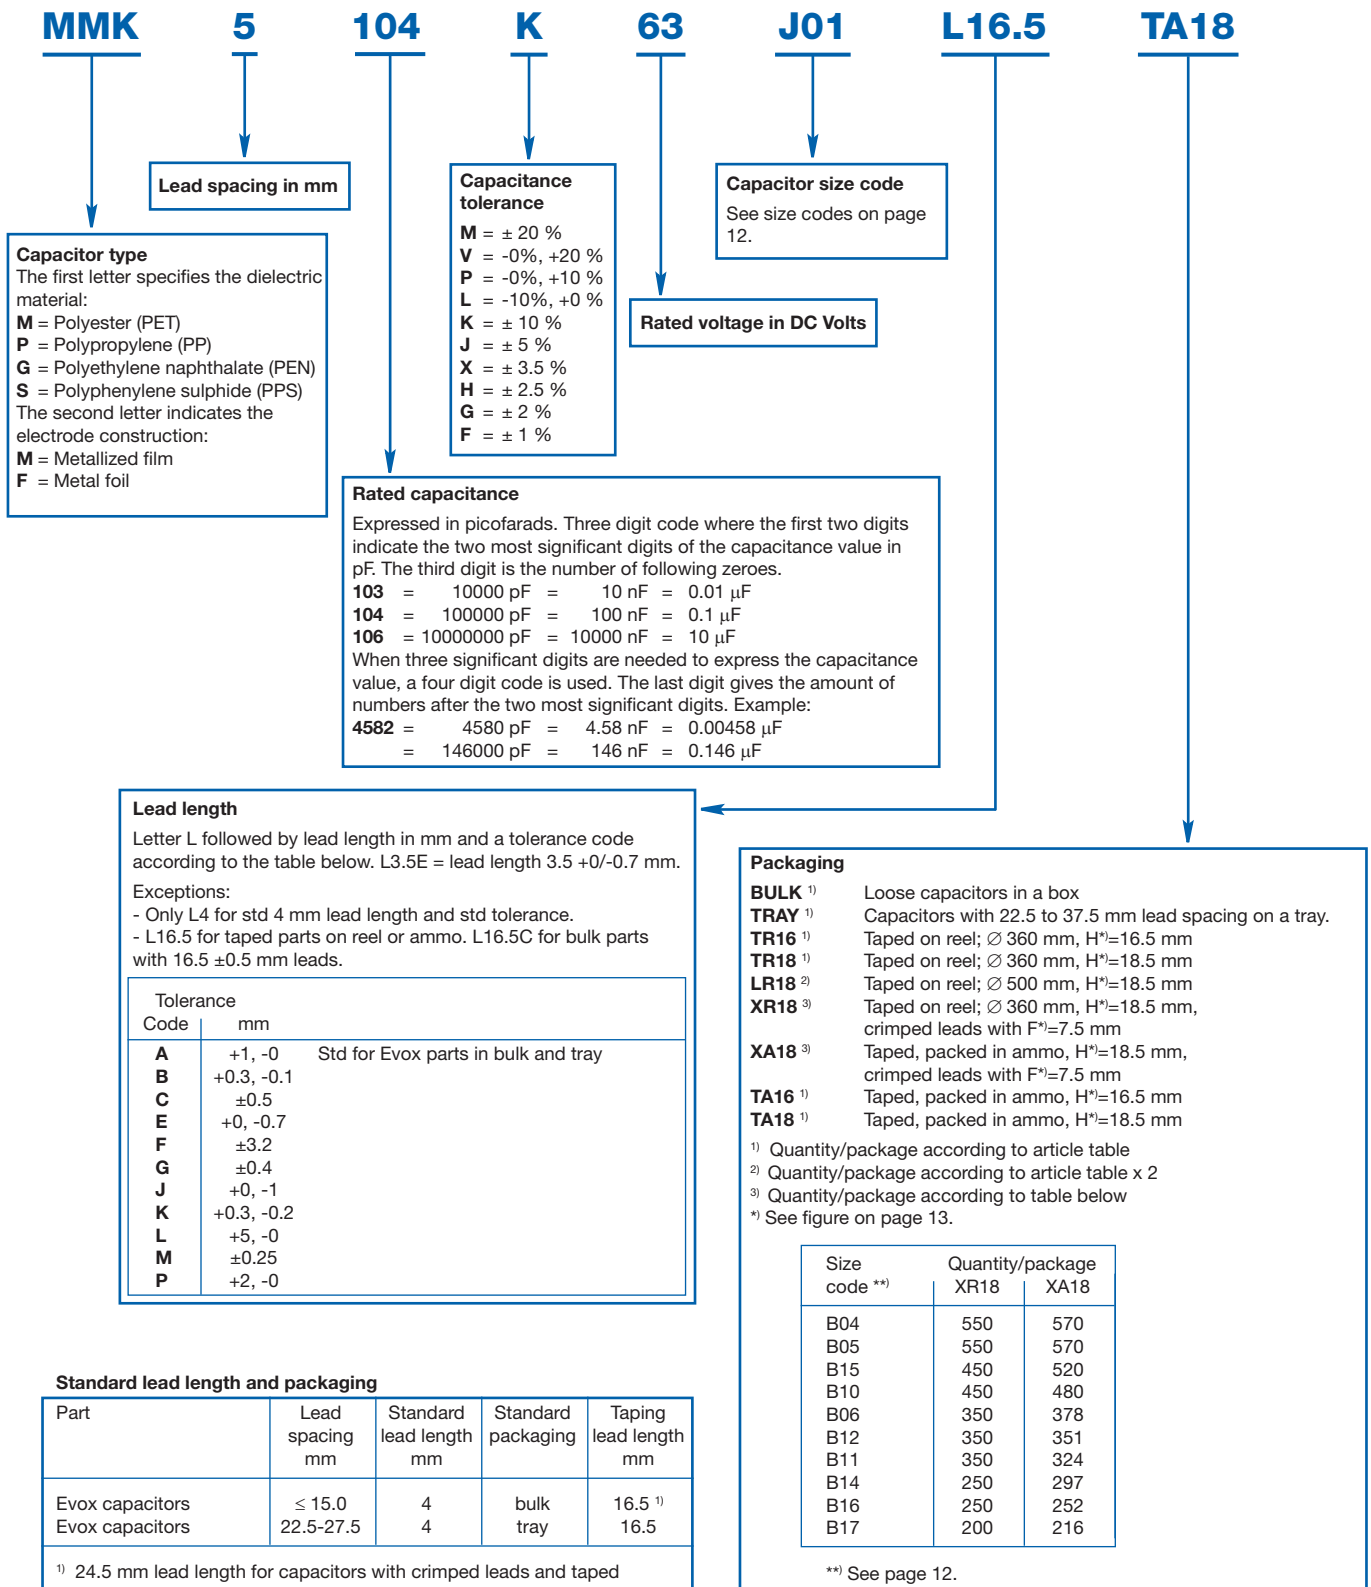 MMK 5 104 K 63 J01 L16.5 TA18
Lead spacing in mm
Capacitor type
The first letter specifies the dielectric
material:
M = Polyester (PET)
P = Polypropylene (PP)
G = Polyethylene naphthalate (PEN)
S = Polyphenylene sulphide (PPS)
The second letter indicates the
electrode construction:
M = Metallized film
F = Metal foil
Capacitance
tolerance
M = ± 20 %
V = -0%, +20 %
P = -0%, +10 %
L = -10%, +0 %
K = ± 10 %
J = ± 5 %
X = ± 3.5 %
H = ± 2.5 %
G = ± 2 %
F = ± 1 %
Capacitor size code
See size codes on page
12.
Rated voltage in DC Volts
Rated capacitance
Expressed in picofarads. Three digit code where the first two digits
indicate the two most significant digits of the capacitance value in
pF. The third digit is the number of following zeroes.
103 = 10000 pF = 10 nF = 0.01 µF
104 = 100000 pF = 100 nF = 0.1 µF
106 = 10000000 pF = 10000 nF = 10 µF
When three significant digits are needed to express the capacitance
value, a four digit code is used. The last digit gives the amount of
numbers after the two most significant digits. Example:
4582 = 4580 pF = 4.58 nF = 0.00458 µF
= 146000 pF = 146 nF = 0.146 µF
Lead length
Letter L followed by lead length in mm and a tolerance code
according to the table below. L3.5E = lead length 3.5 +0/-0.7 mm.
Exceptions:
- Only L4 for std 4 mm lead length and std tolerance.
- L16.5 for taped parts on reel or ammo. L16.5C for bulk parts
with 16.5 ±0.5 mm leads.
Tolerance
Code mm
A +1, -0 Std for Evox parts in bulk and tray
B +0.3, -0.1
C ±0.5
E +0, -0.7
F ±3.2
G ±0.4
J +0, -1
K +0.3, -0.2
L +5, -0
M ±0.25
P +2, -0
Packaging
BULK 1) Loose capacitors in a box
TRAY 1) Capacitors with 22.5 to 37.5 mm lead spacing on a tray.
TR16 1) Taped on reel; ∅ 360 mm, H*)=16.5 mm
TR18 1) Taped on reel; ∅ 360 mm, H*)=18.5 mm
LR18 2) Taped on reel; ∅ 500 mm, H*)=18.5 mm
XR18 3) Taped on reel; ∅ 360 mm, H*)=18.5 mm,
crimped leads with F*)=7.5 mm
XA18 3) Taped, packed in ammo, H*)=18.5 mm,
crimped leads with F*)=7.5 mm
TA16 1) Taped, packed in ammo, H*)=16.5 mm
TA18 1) Taped, packed in ammo, H*)=18.5 mm
1) Quantity/package according to article table
2) Quantity/package according to article table x 2
3) Quantity/package according to table below
*) See figure on page 13.
Size Quantity/package
code **) XR18 XA18
B04 550 570
B05 550 570
B15 450 520
B10 450 480
B06 350 378
B12 350 351
B11 350 324
B14 250 297
B16 250 252
B17 200 216
**) See page 12.
Standard lead length and packaging
Part Lead Standard Standard Taping
spacing lead length packaging lead length
mm mm mm
Evox capacitors ≤ 15.0 4 bulk 16.5 1)
Evox capacitors 22.5-27.5 4 tray 16.5
1) 24.5 mm lead length for capacitors with crimped leads and taped